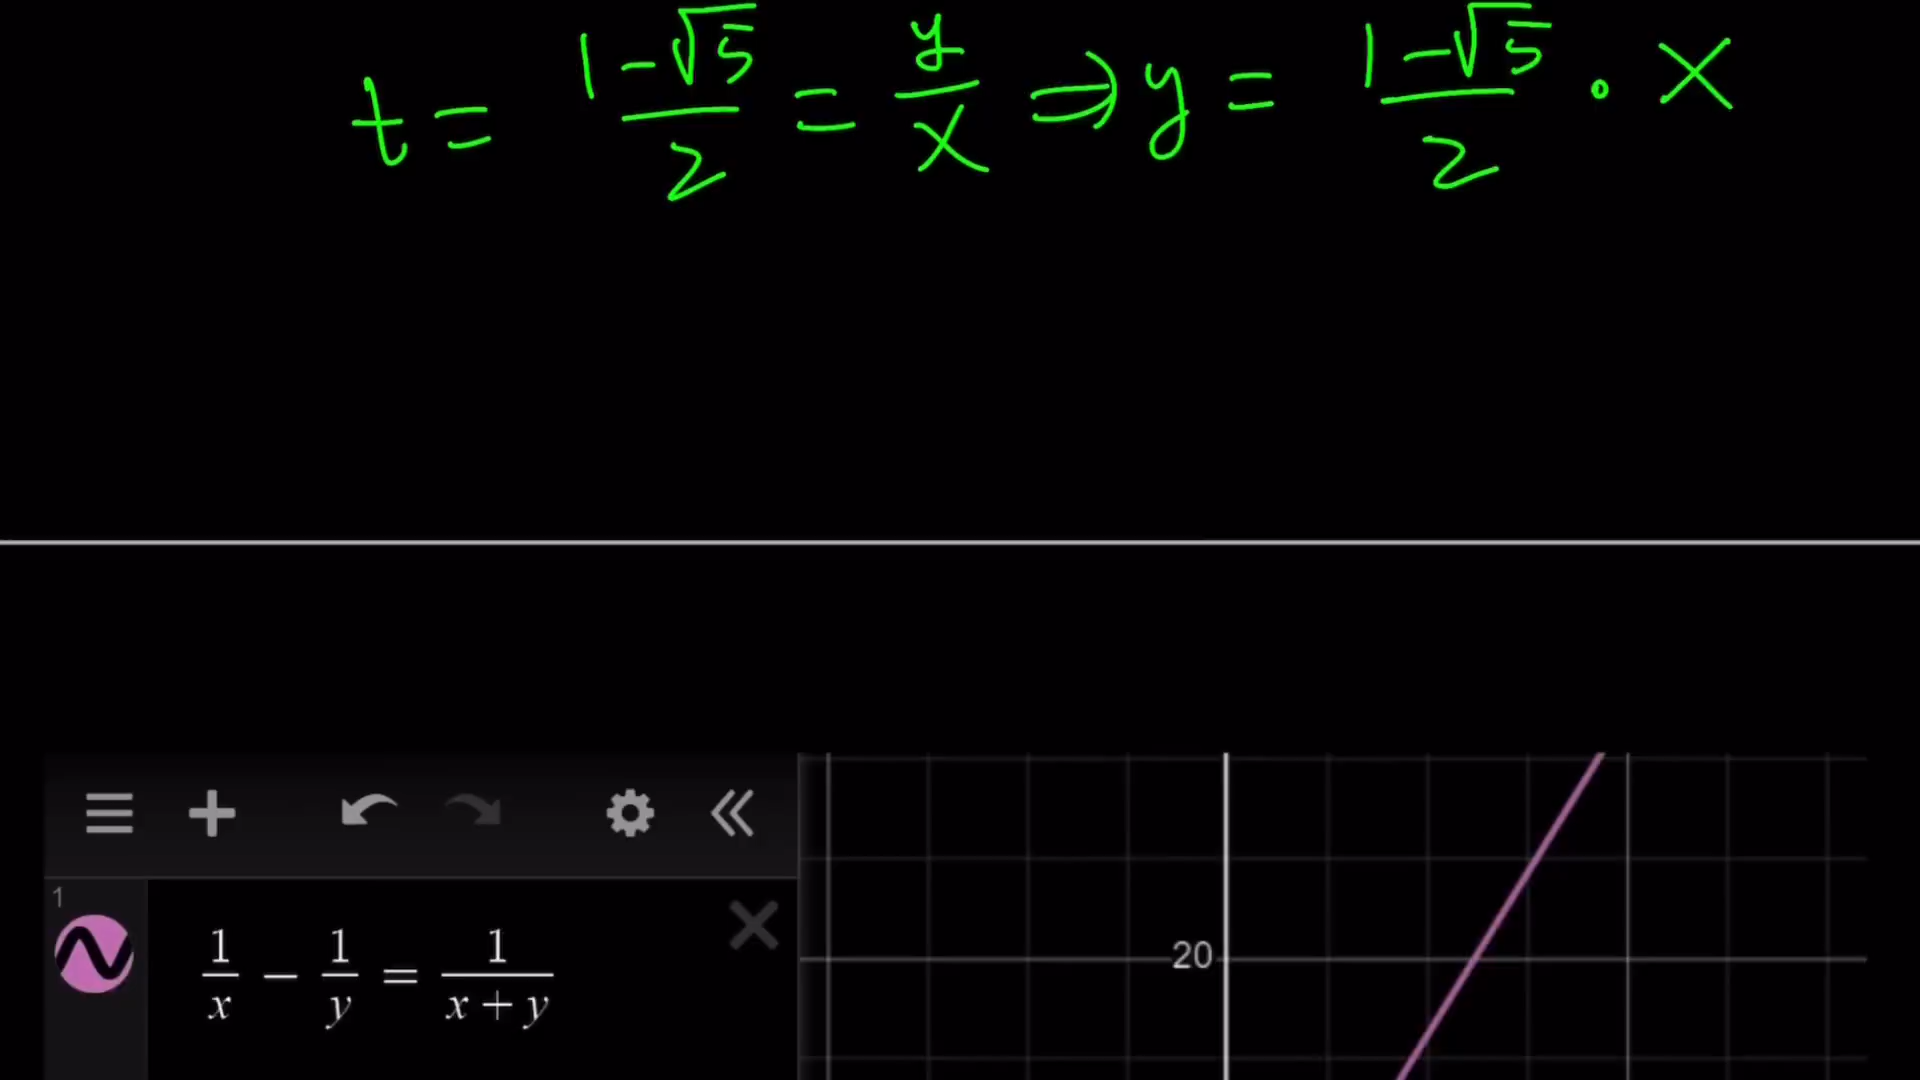 t = (1-√5)/2 = y/x ⇒ y = (1-√5)/2 · x
1
1/x - 1/y = 1/(x+y)
20